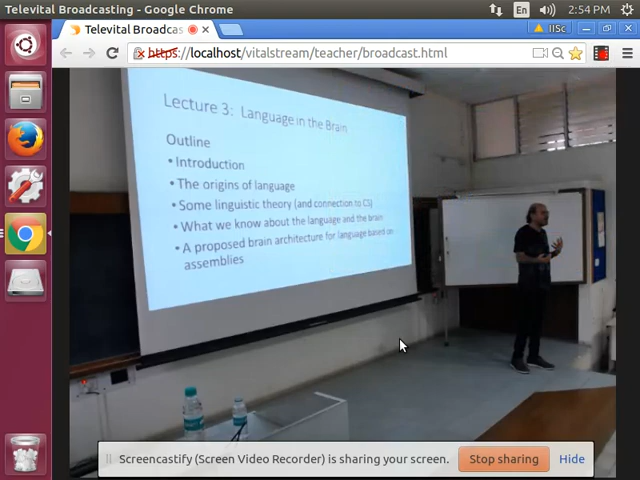 Televital Broadcasting - Google Chrome
En
2:54 PM
Televital Broadcas
IISc
https://localhost/vitalstream/teacher/broadcast.html
Lecture 3: Language in the Brain
Outline
• Introduction
• The origins of language
• Some linguistic theory (and connection to CS)
• What we know about the language and the brain
• A proposed brain architecture for language based on
assemblies
Screencastify (Screen Video Recorder) is sharing your screen.
Stop sharing
Hide